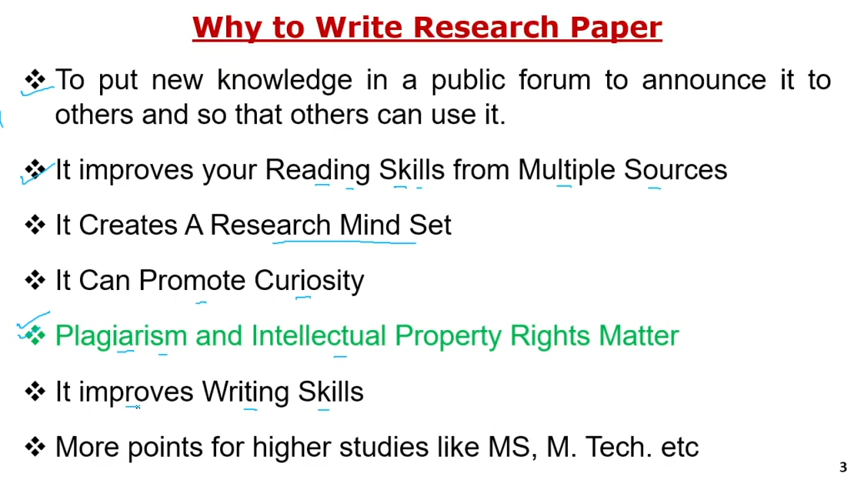 Why to Write Research Paper
❖ To put new knowledge in a public forum to announce it to
others and so that others can use it.
❖ It improves your Reading Skills from Multiple Sources
❖ It Creates A Research Mind Set
❖ It Can Promote Curiosity
❖ Plagiarism and Intellectual Property Rights Matter
❖ It improves Writing Skills
❖ More points for higher studies like MS, M. Tech. etc
3